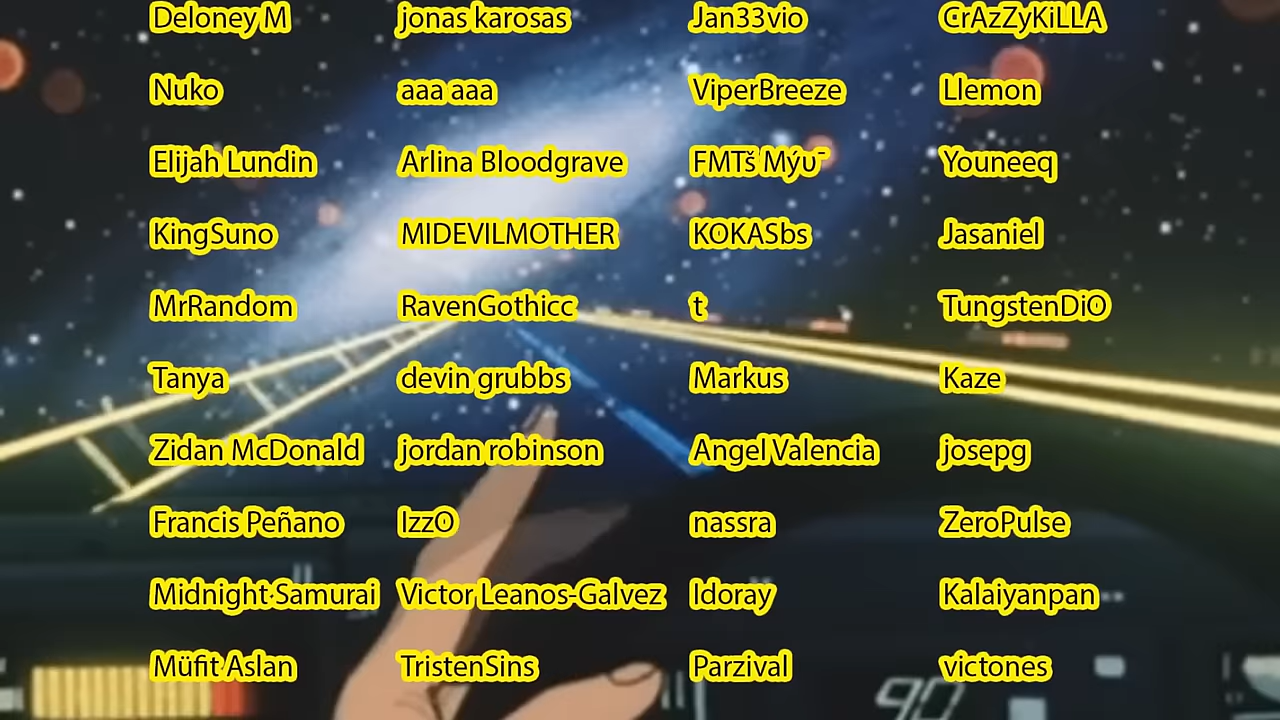 Deloney M jonas karosas Jan33vio CrAzZyKiLLA
Nuko aaa aaa ViperBreeze Llemon
Elijah Lundin Arlina Bloodgrave FMTš Mýʋ¯ Youneeq
KingSuno MIDEVILMOTHER KOKASbs Jasaniel
MrRandom RavenGothicc t TungstenDiO
Tanya devin grubbs Markus Kaze
Zidan McDonald jordan robinson Angel Valencia josepg
Francis Peñano IzzO nassra ZeroPulse
Midnight Samurai Victor Leanos-Galvez Idoray Kalaiyanpan
Müfit Aslan TristenSins Parzival victones
90